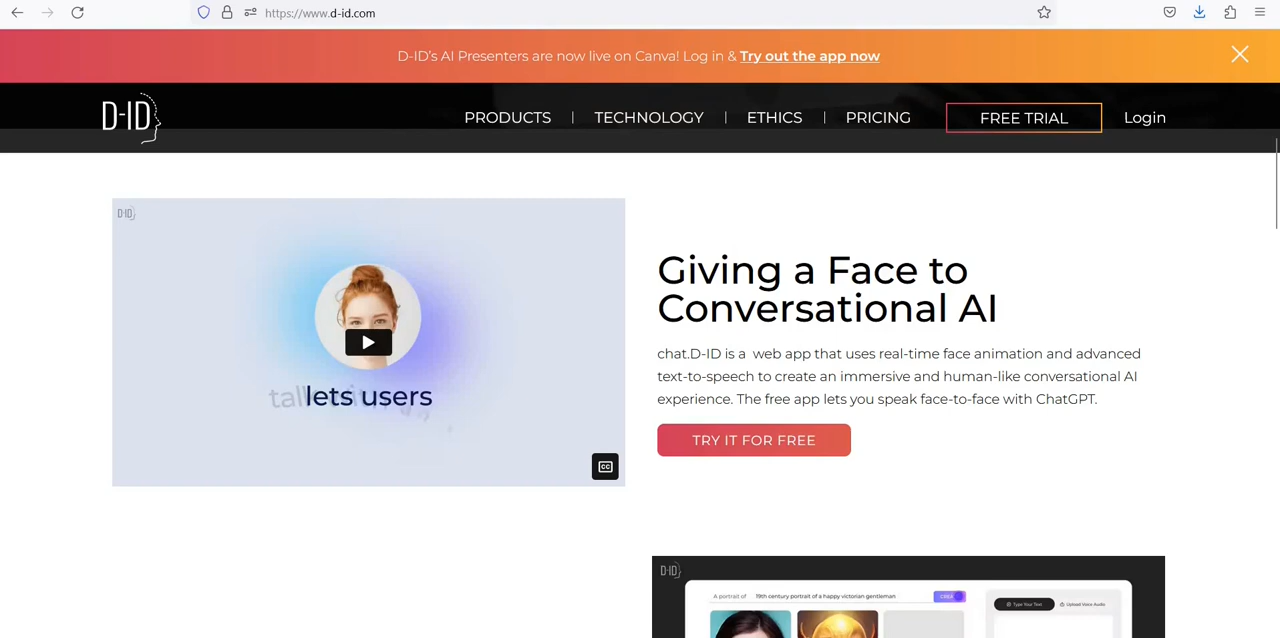 https://www.d-id.com
D-ID's AI Presenters are now live on Canva! Log in & Try out the app now
D-ID
PRODUCTS | TECHNOLOGY | ETHICS | PRICING
FREE TRIAL
Login
D-ID
lets users
CC
Giving a Face to
Conversational AI
chat.D-ID is a web app that uses real-time face animation and advanced
text-to-speech to create an immersive and human-like conversational AI
experience. The free app lets you speak face-to-face with ChatGPT.
TRY IT FOR FREE
D-ID
A portrait of 19th century portrait of a happy victorian gentleman
Type Your Text
Upload Voice Audio